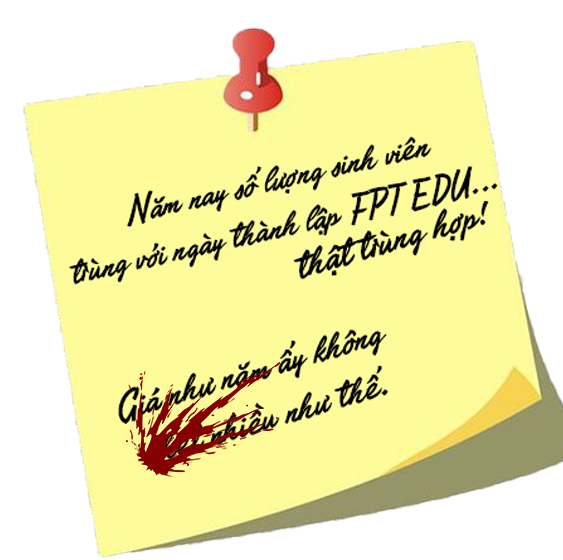 Năm nay số lượng sinh viên
trùng với ngày thành lập FPT EDU...
thật trùng hợp!
Giá như năm ấy không
nhiều như thế.